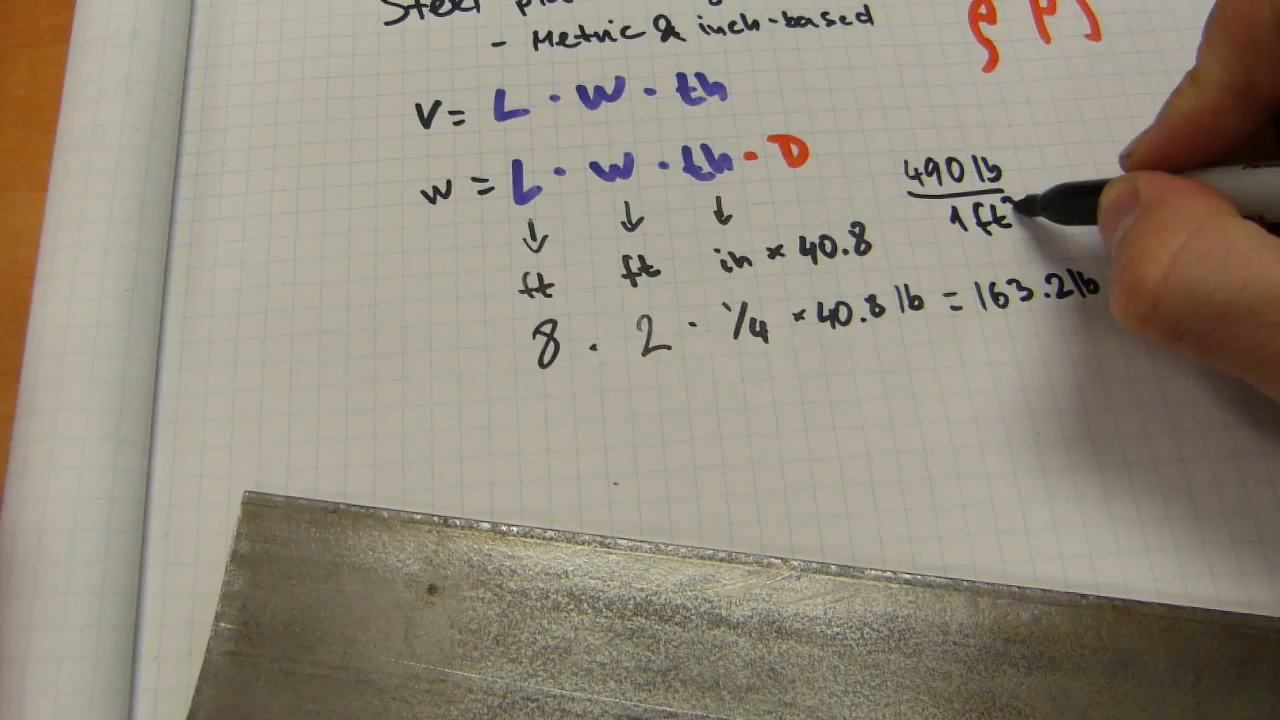 Steel
- Metric & inch-based
V = L · W · th
w = L · w · th · D
490 lb
1 ft
↓ ↓ ↓
ft ft in × 40.8
8 · 2 · 1/4 × 40.8 lb = 163.2 lb